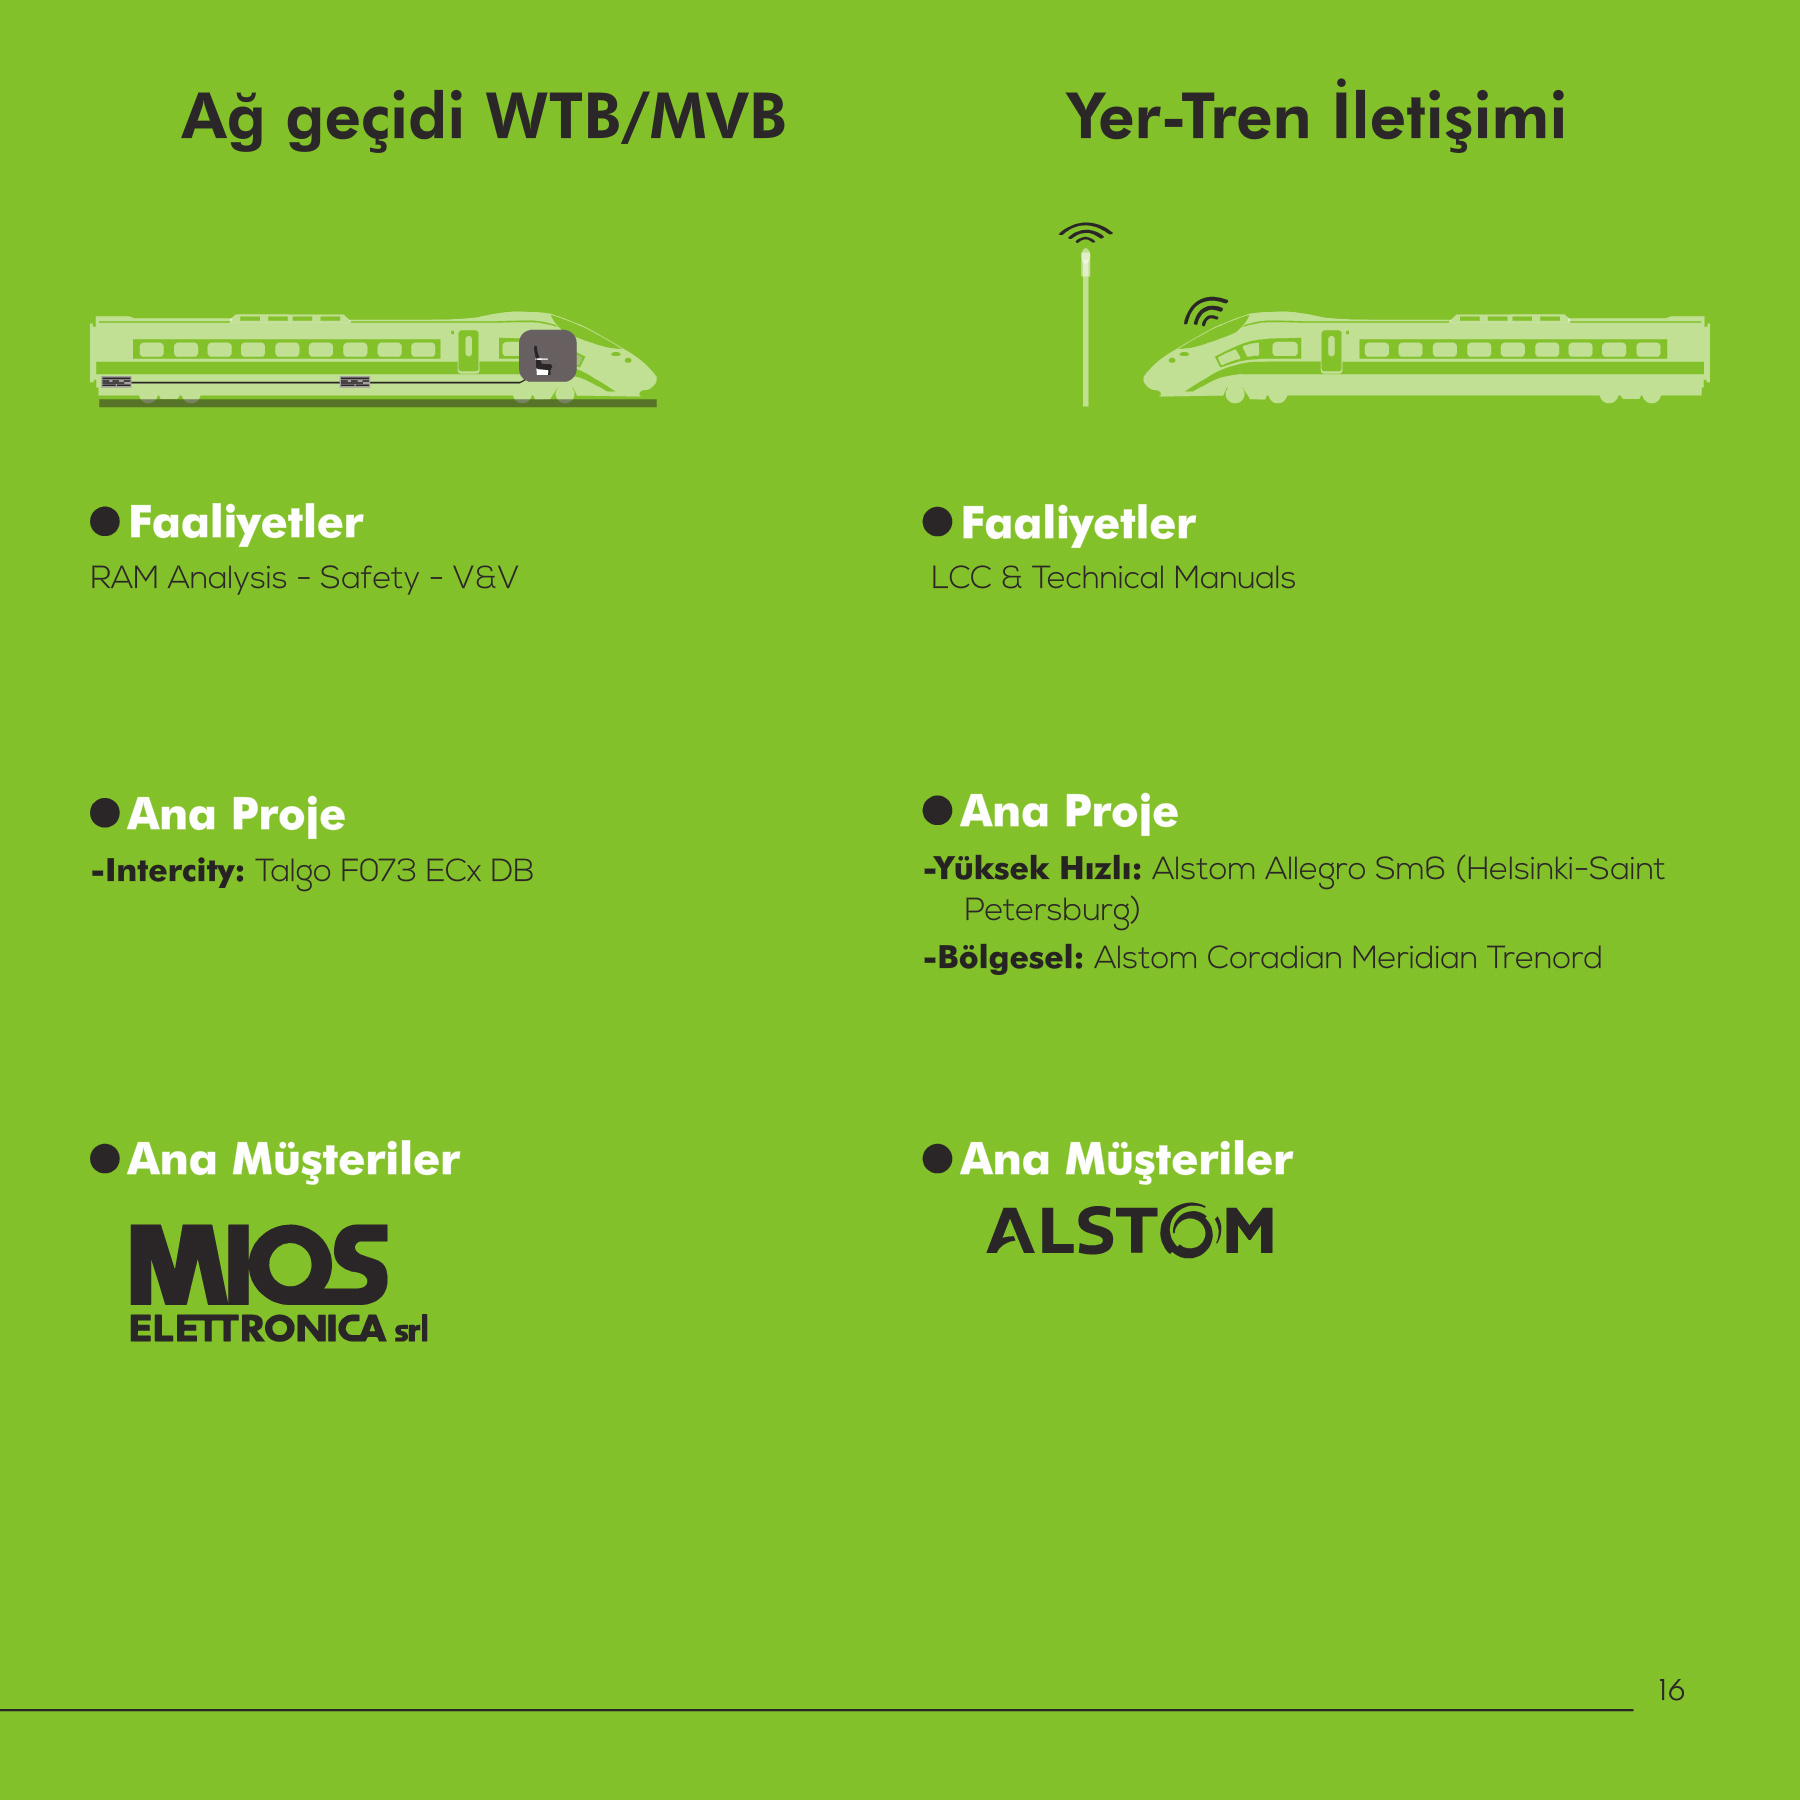 Ağ geçidi WTB/MVB
Faaliyetler
RAM Analysis - Safety - V&V
Ana Proje
-Intercity: Talgo F073 ECx DB
Ana Müşteriler
MIOS
ELETTRONICA srl
Yer-Tren İletişimi
Faaliyetler
LCC & Technical Manuals
Ana Proje
-Yüksek Hızlı: Alstom Allegro Sm6 (Helsinki-Saint
Petersburg)
-Bölgesel: Alstom Coradian Meridian Trenord
Ana Müşteriler
ALSTOM
16